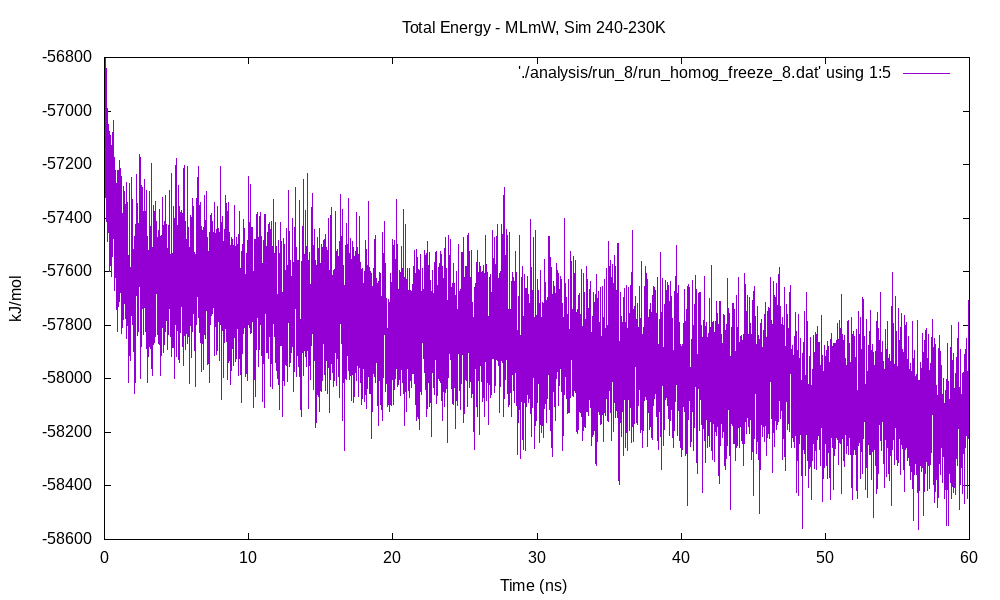 Total Energy - MLmW, Sim 240-230K
'./analysis/run_8/run_homog_freeze_8.dat' using 1:5
-56800
-57000
-57200
-57400
-57600
-57800
-58000
-58200
-58400
-58600
kJ/mol
0 10 20 30 40 50 60
Time (ns)